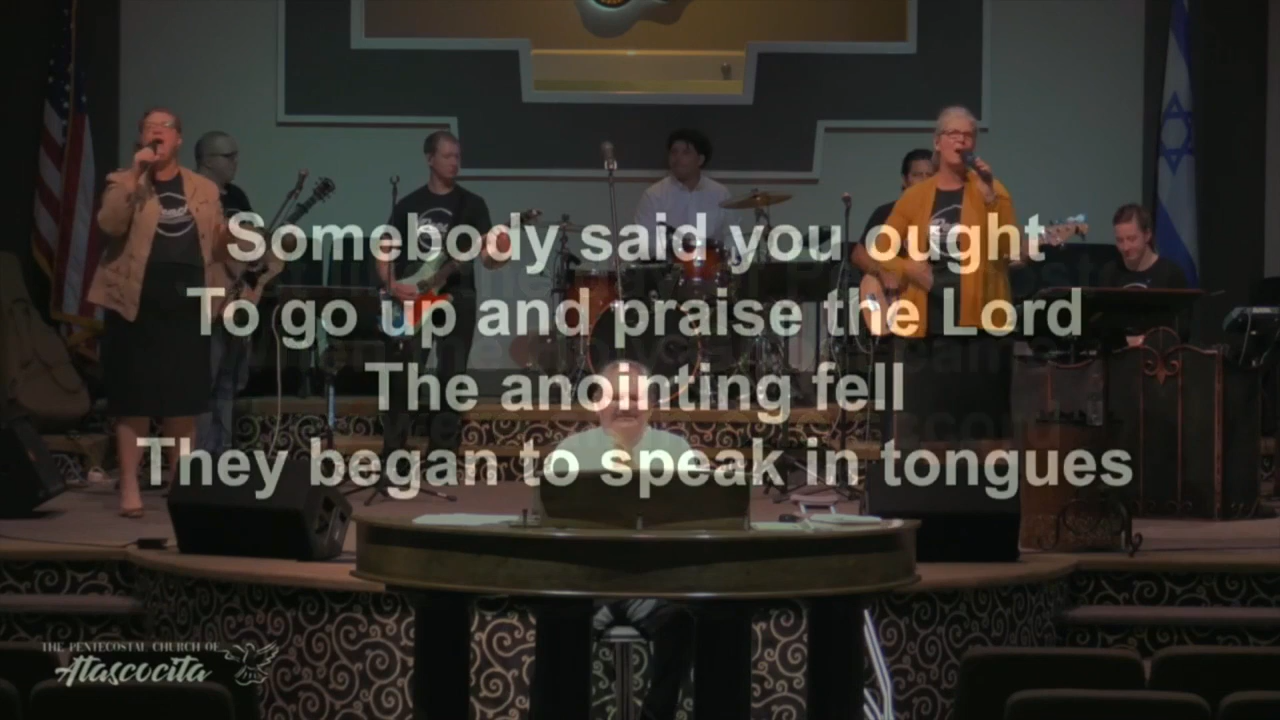 Somebody said you ought
To go up and praise the Lord
The anointing fell
They began to speak in tongues
THE PENTECOSTAL CHURCH OF
Atascocita